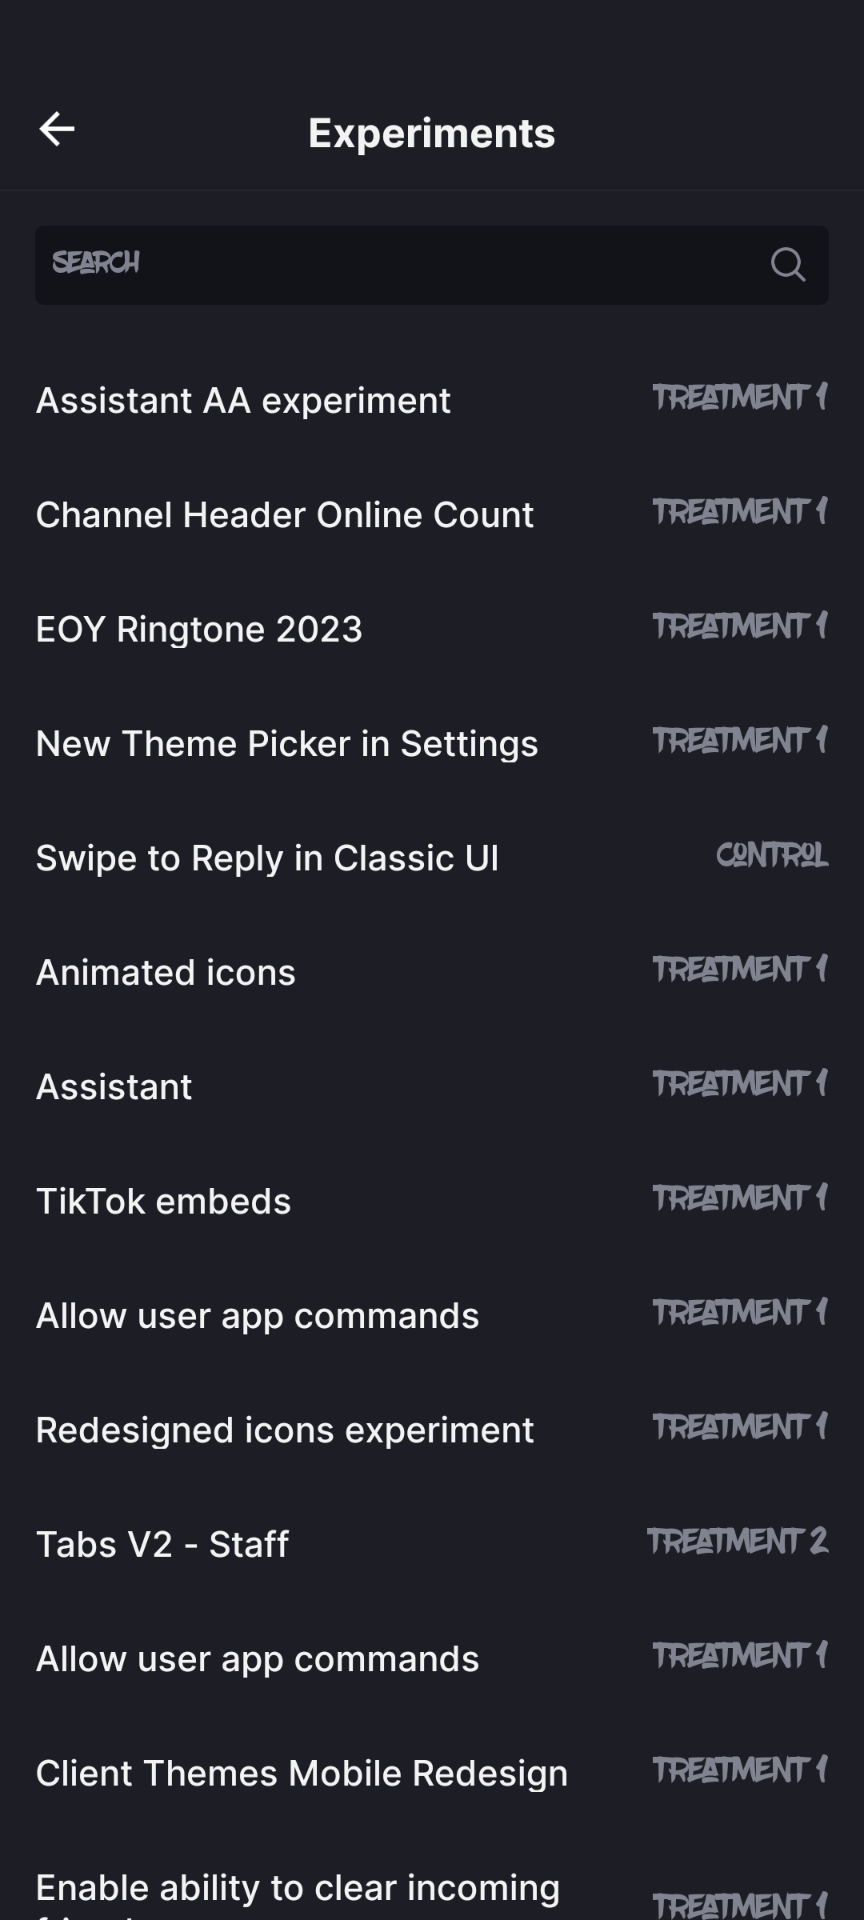 Experiments
SEARCH
Assistant AA experiment TREATMENT 1
Channel Header Online Count TREATMENT 1
EOY Ringtone 2023 TREATMENT 1
New Theme Picker in Settings TREATMENT 1
Swipe to Reply in Classic UI CONTROL
Animated icons TREATMENT 1
Assistant TREATMENT 1
TikTok embeds TREATMENT 1
Allow user app commands TREATMENT 1
Redesigned icons experiment TREATMENT 1
Tabs V2 - Staff TREATMENT 2
Allow user app commands TREATMENT 1
Client Themes Mobile Redesign TREATMENT 1
Enable ability to clear incoming TREATMENT 1